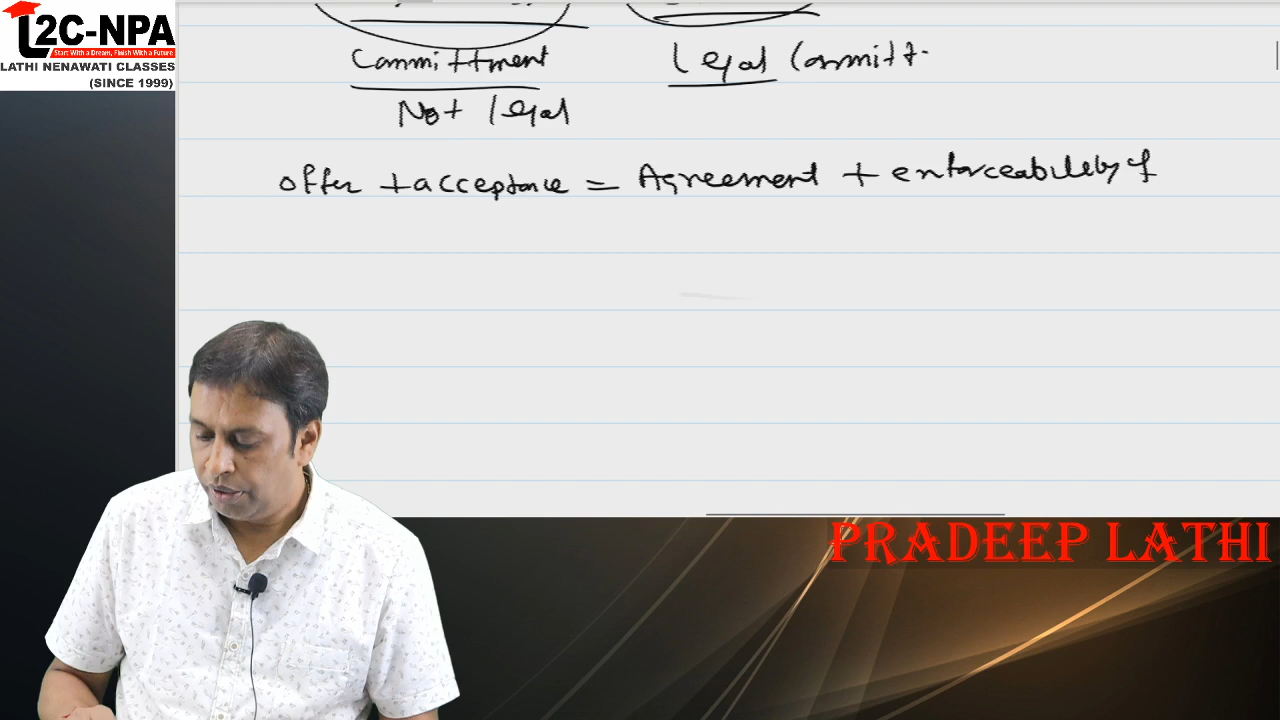 L2C-NPA
Start With a Dream, Finish With a Future
LATHI NENAWATI CLASSES
(SINCE 1999)
Committment
Legal Committ.
Not legal
offer + acceptance = Agreement + enforceability of
PRADEEP LATHI